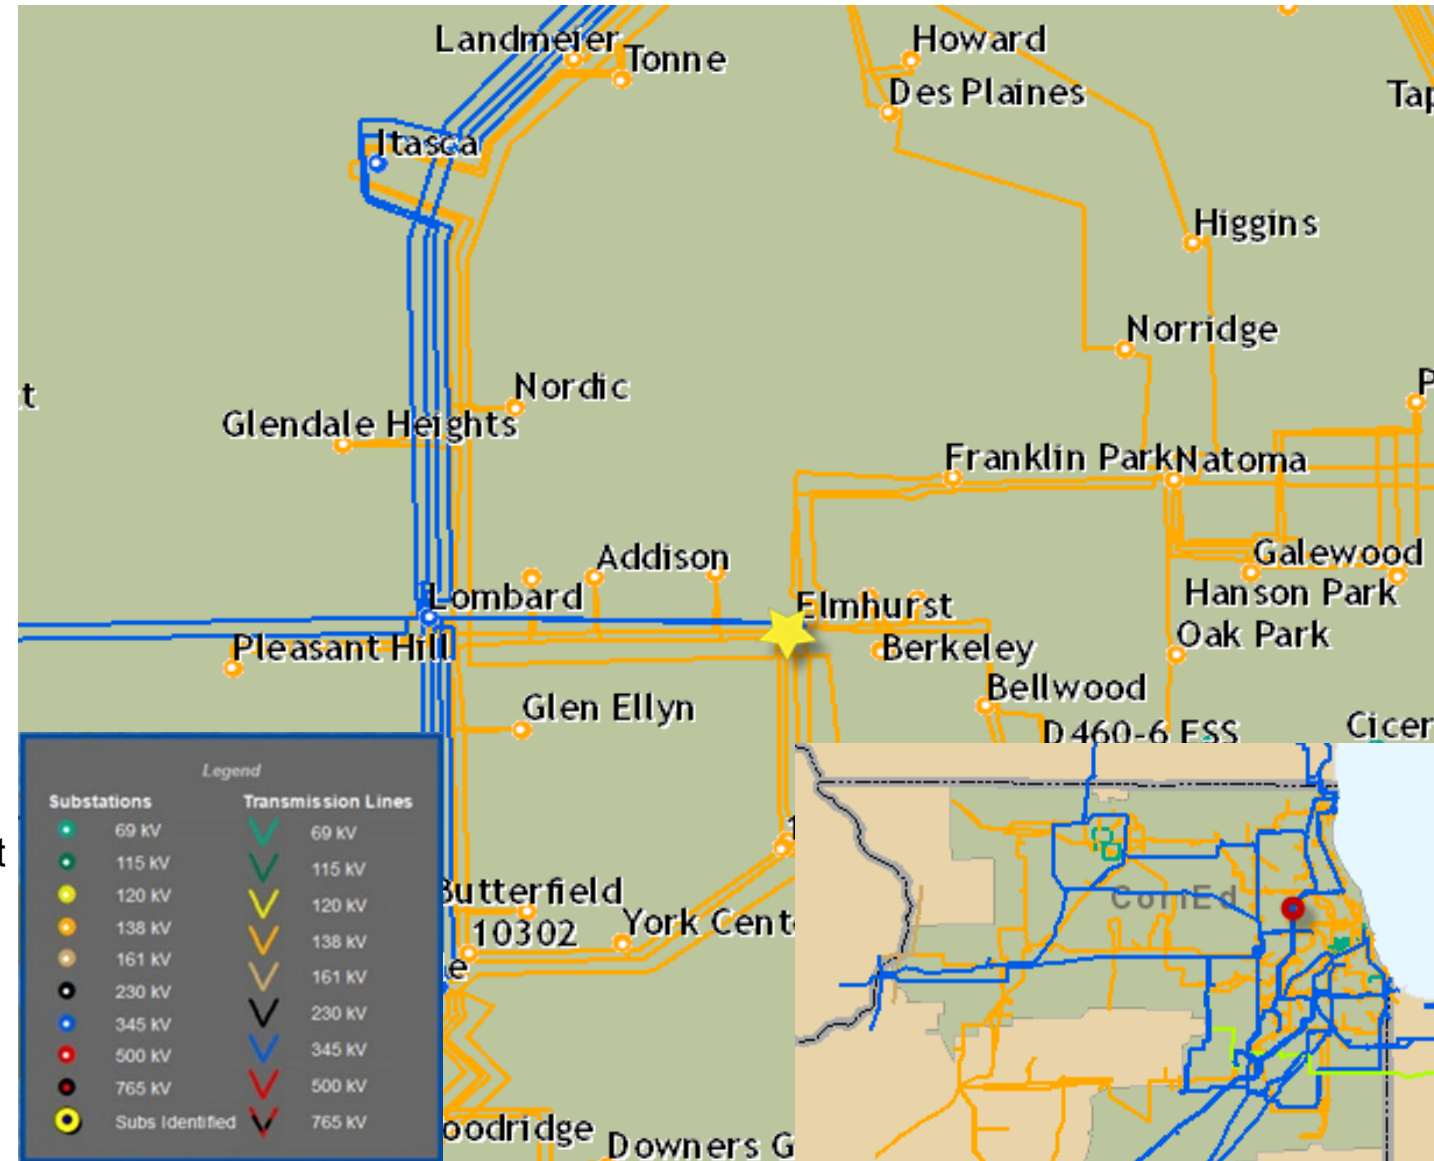 Landmeier
Tonne
Howard
Des Plaines
Tap
Itasca
Higgins
Norridge
Nordic
Glendale Heights
Franklin Park
Natoma
Addison
Galewood
Lombard
Elmhurst
Hanson Park
Pleasant Hill
Berkeley
Oak Park
Bellwood
Glen Ellyn
D460-6 ESS
Cicer
Butterfield
10302
York Cent
oodridge
Downers G
Legend
Substations
69 kV
115 kV
120 kV
138 kV
161 kV
230 kV
345 kV
500 kV
765 kV
Subs Identified
Transmission Lines
69 kV
115 kV
120 kV
138 kV
161 kV
230 kV
345 kV
500 kV
765 kV
ComEd